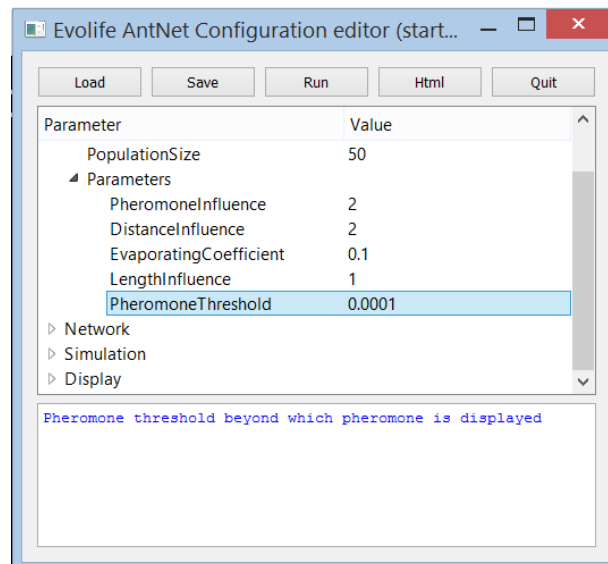 Evolife AntNet Configuration editor (start...
Load Save Run Html Quit
Parameter Value
PopulationSize 50
Parameters
PheromoneInfluence 2
DistanceInfluence 2
EvaporatingCoefficient 0.1
LengthInfluence 1
PheromoneThreshold 0.0001
Network
Simulation
Display
Pheromone threshold beyond which pheromone is displayed